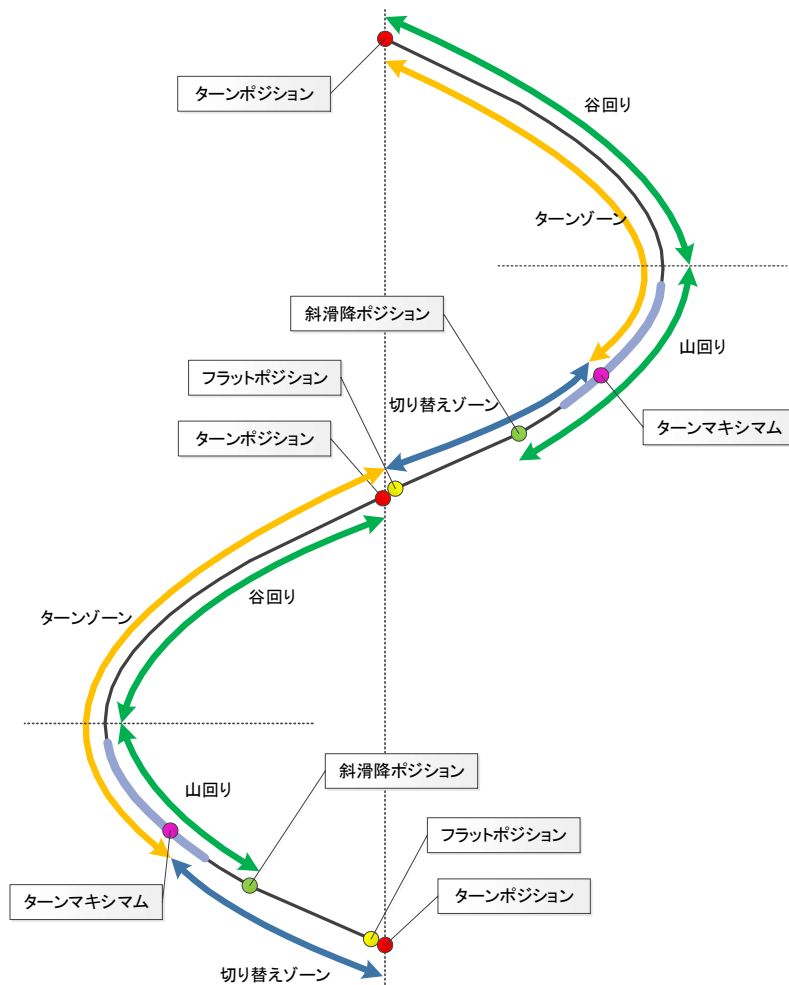 ターンポジション
谷回り
ターンゾーン
斜滑降ポジション
山回り
フラットポジション
切り替えゾーン
ターンマキシマム
ターンポジション
谷回り
ターンゾーン
斜滑降ポジション
山回り
フラットポジション
ターンマキシマム
ターンポジション
切り替えゾーン